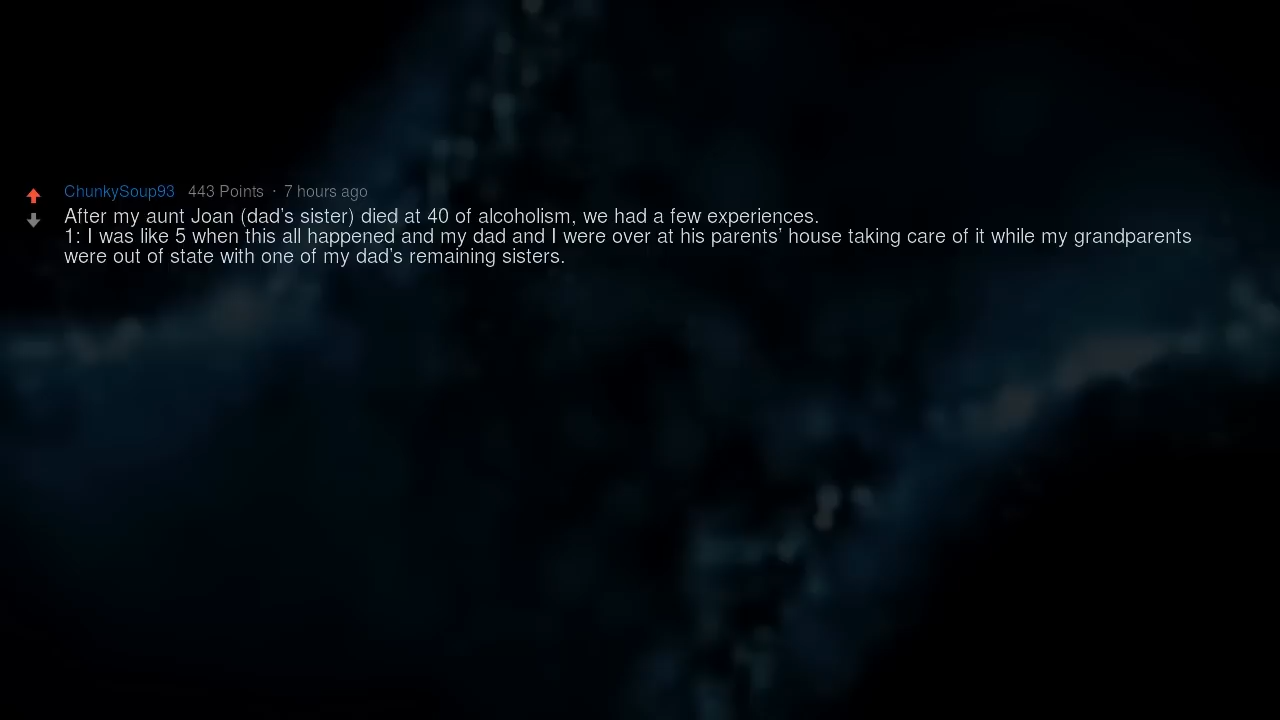 ChunkySoup93 443 Points · 7 hours ago
After my aunt Joan (dad's sister) died at 40 of alcoholism, we had a few experiences.
1: I was like 5 when this all happened and my dad and I were over at his parents' house taking care of it while my grandparents
were out of state with one of my dad's remaining sisters.